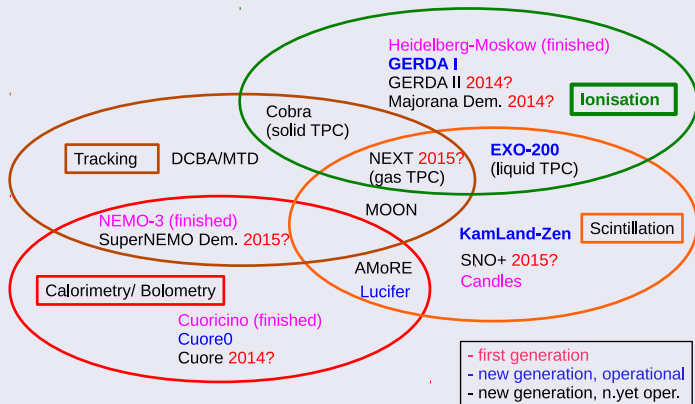 Heidelberg-Moskow (finished)
GERDA I
GERDA II 2014?
Majorana Dem. 2014?
Ionisation
Cobra
(solid TPC)
Tracking
DCBA/MTD
NEXT 2015?
(gas TPC)
EXO-200
(liquid TPC)
MOON
NEMO-3 (finished)
SuperNEMO Dem. 2015?
KamLand-Zen
Scintillation
SNO+ 2015?
Candles
AMoRE
Lucifer
Calorimetry/ Bolometry
Cuoricino (finished)
Cuore0
Cuore 2014?
- first generation
- new generation, operational
- new generation, n.yet oper.